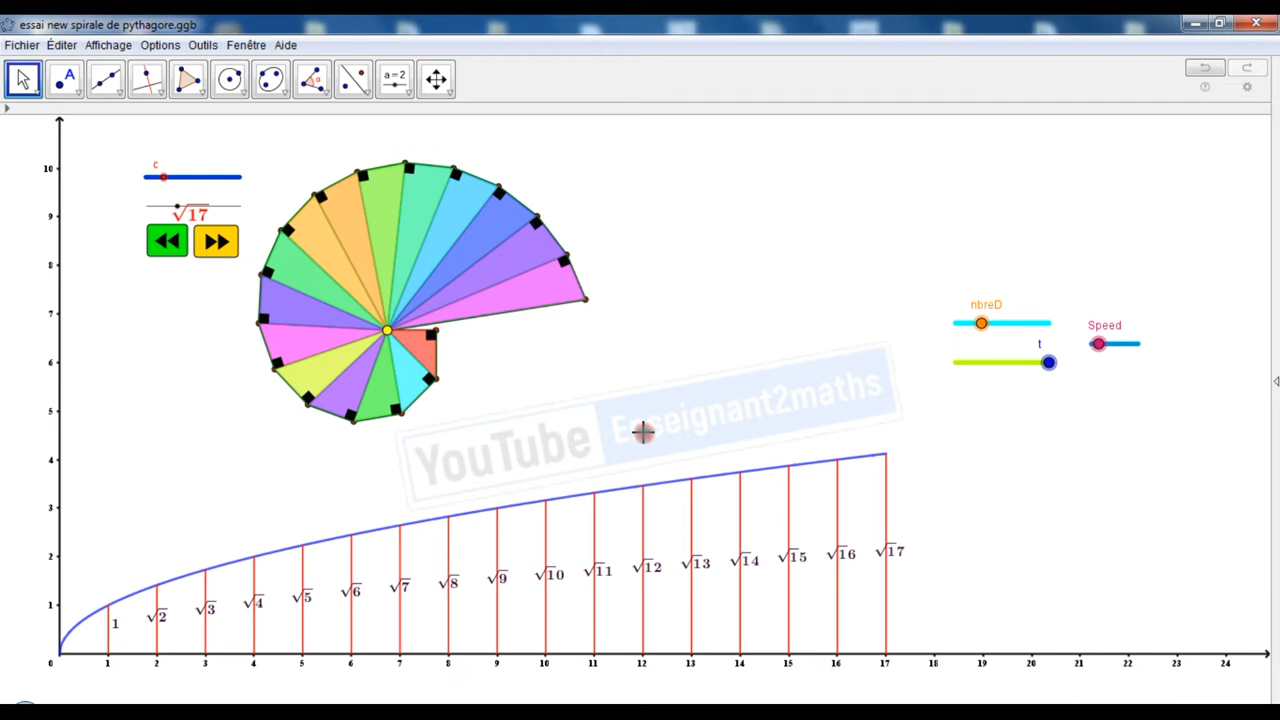 essai new spirale de pythagore.ggb
Fichier Éditer Affichage Options Outils Fenêtre Aide
A
α
a = 2
10
9
8
7
6
5
4
3
2
1
c
√17
nbreD
Speed
t
YouTube Enseignant2maths
1 √2 √3 √4 √5 √6 √7 √8 √9 √10 √11 √12 √13 √14 √15 √16 √17
0 1 2 3 4 5 6 7 8 9 10 11 12 13 14 15 16 17 18 19 20 21 22 23 24